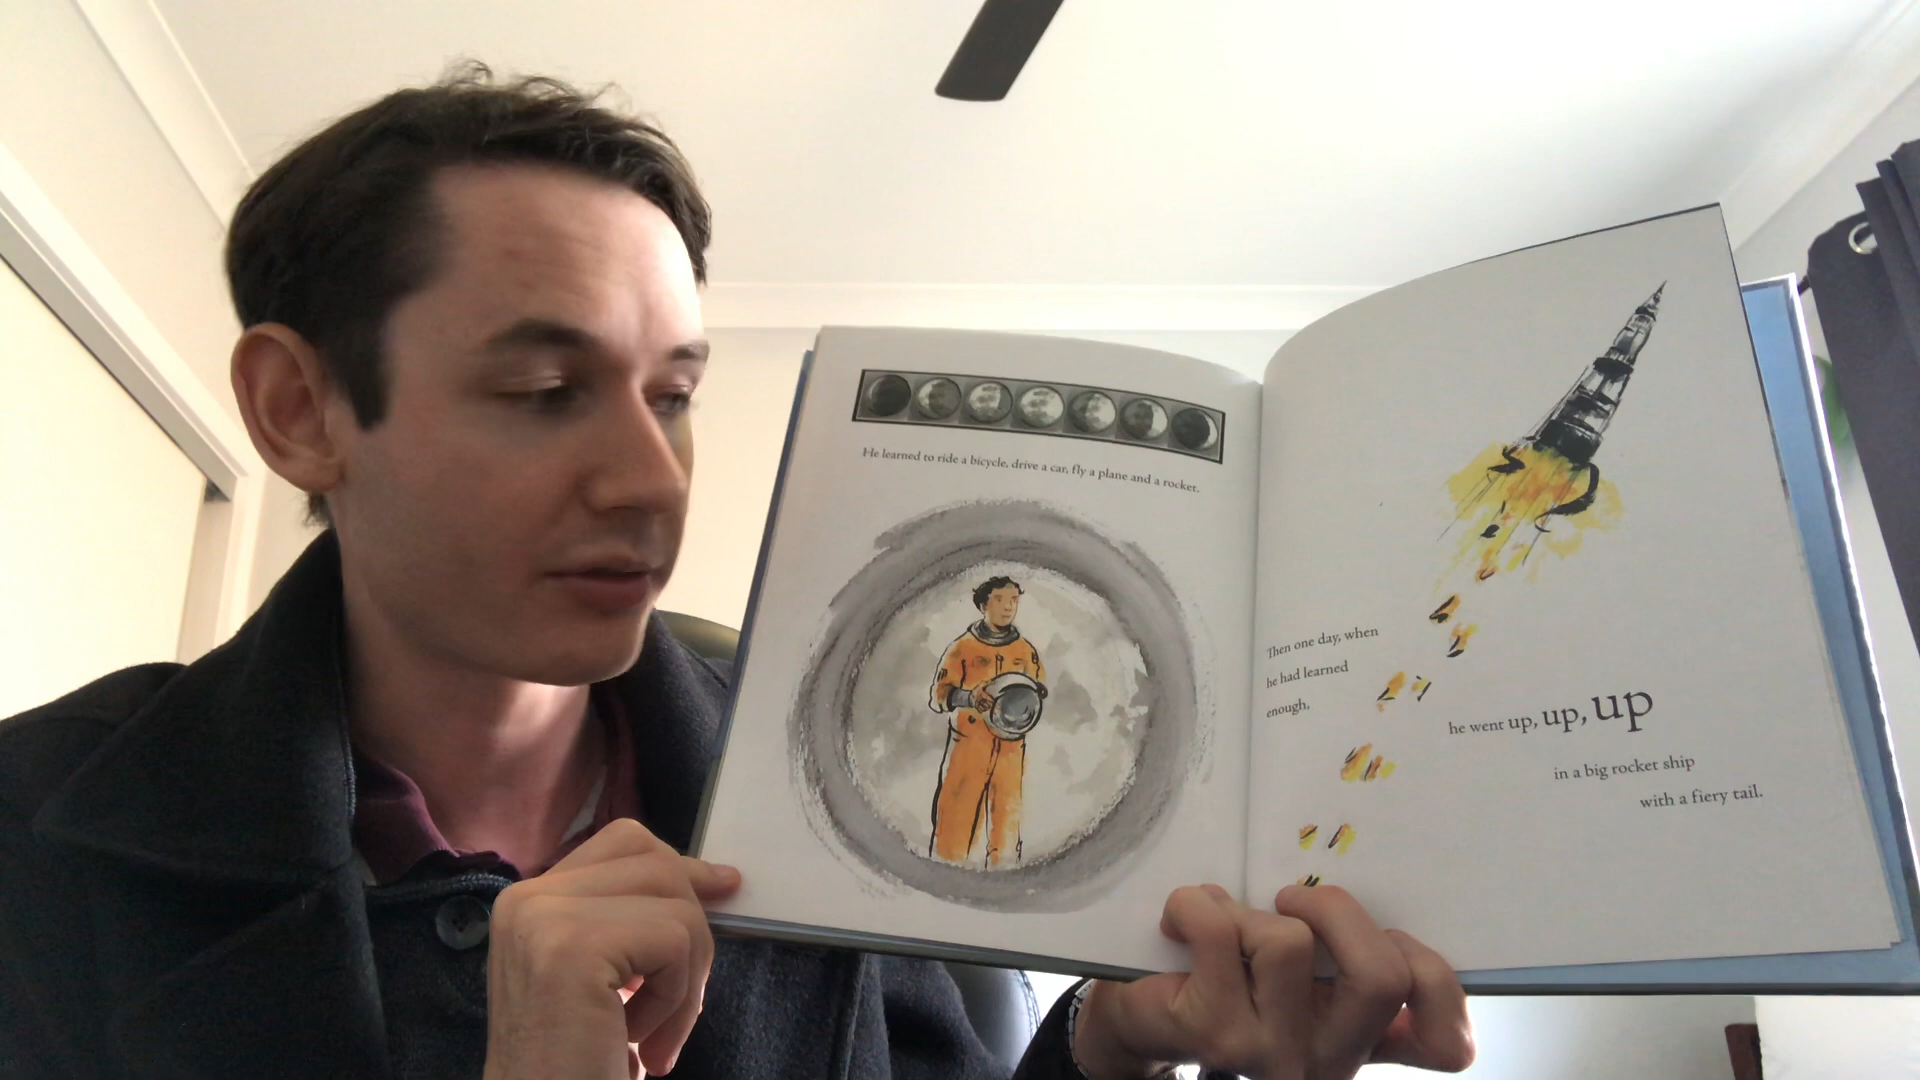 He learned to ride a bicycle, drive a car, fly a plane and a rocket.
Then one day, when
he had learned
enough,
he went up, up, up
in a big rocket ship
with a fiery tail.